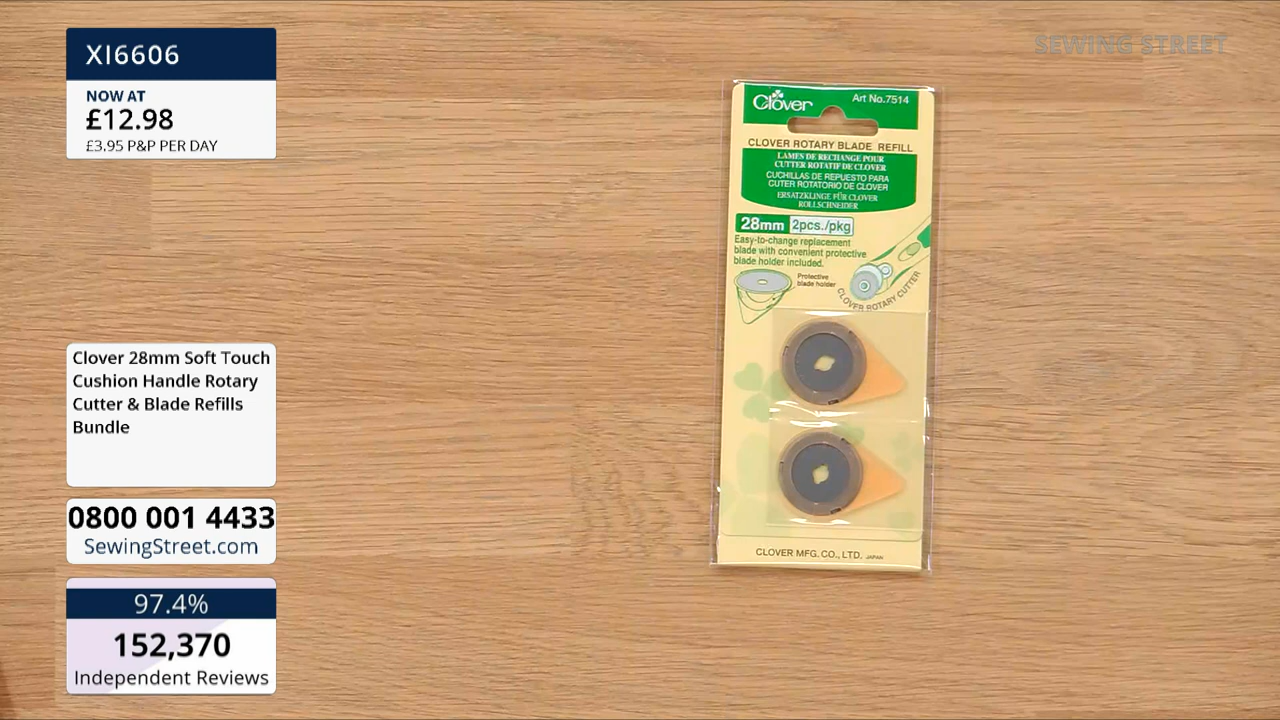 XI6606
NOW AT
£12.98
£3.95 P&P PER DAY
Clover 28mm Soft Touch
Cushion Handle Rotary
Cutter & Blade Refills
Bundle
0800 001 4433
SewingStreet.com
97.4%
152,370
Independent Reviews
SEWING STREET
Clover
Art No.7514
CLOVER ROTARY BLADE REFILL
LAMES DE RECHANGE POUR
CUTTER ROTATIF DE CLOVER
CUCHILLAS DE REPUESTO PARA
CUTER ROTATORIO DE CLOVER
ERSATZKLINGE FÜR CLOVER
ROLLSCHNEIDER
28mm 2pcs./pkg
Easy-to-change replacement
blade with convenient protective
blade holder included.
Protective
blade holder
CLOVER ROTARY CUTTER
CLOVER MFG. CO., LTD. JAPAN